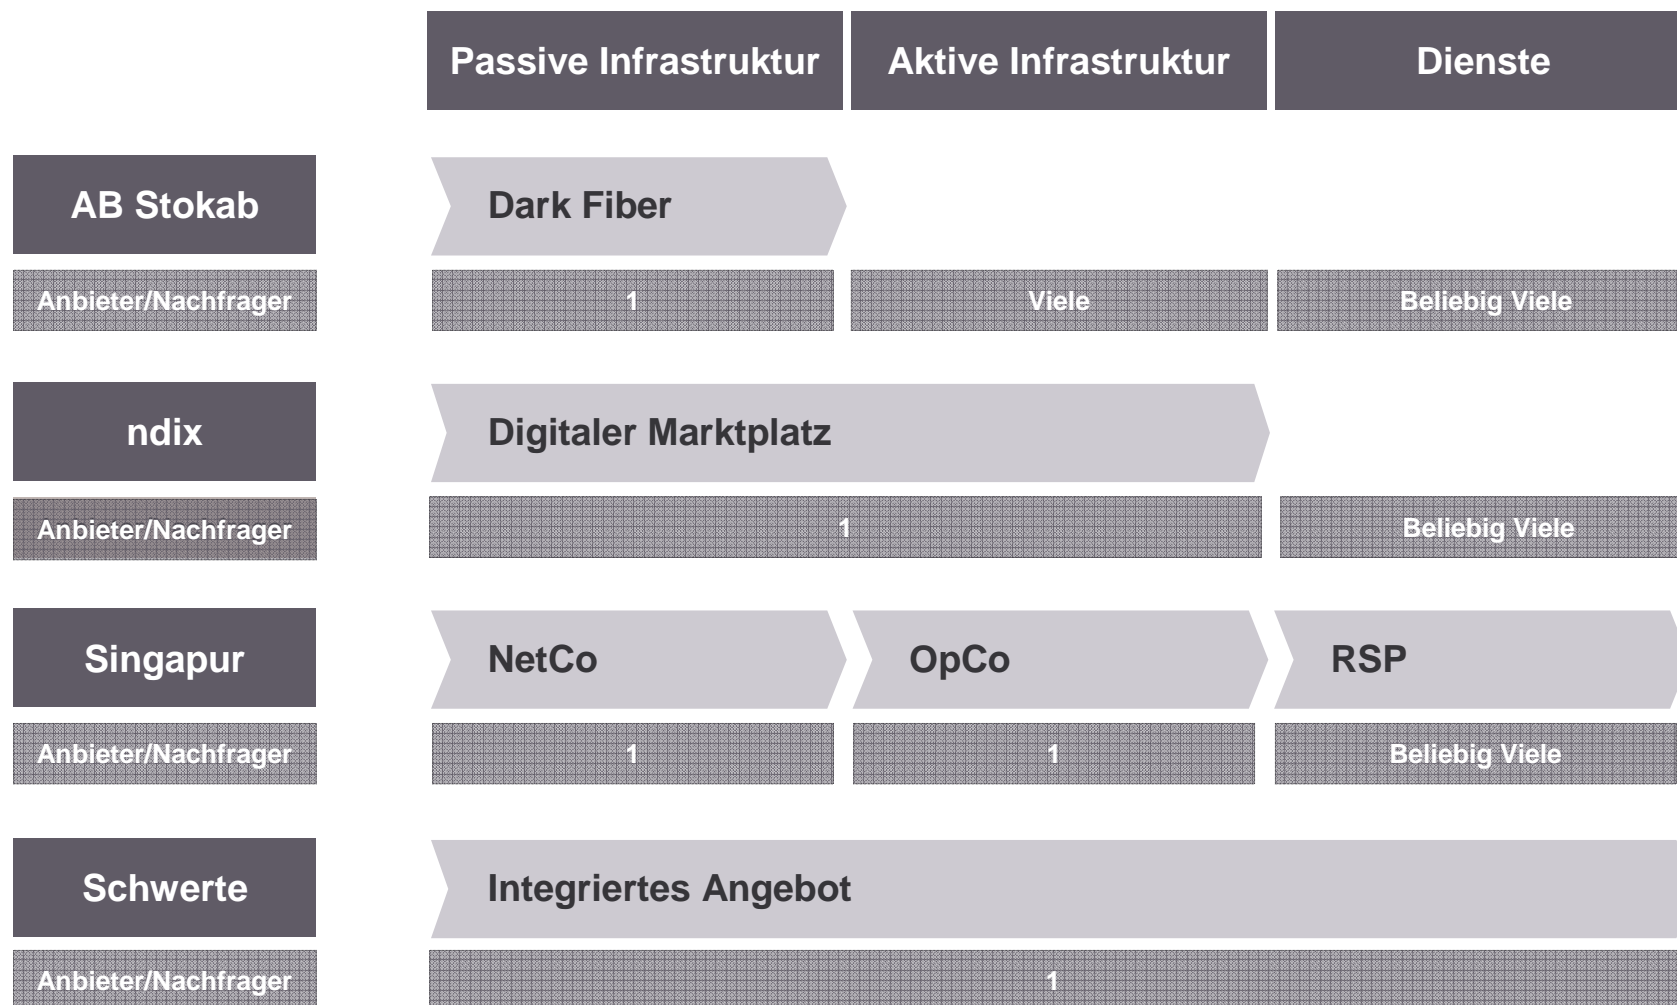 Passive Infrastruktur Aktive Infrastruktur Dienste
AB Stokab Dark Fiber
Anbieter/Nachfrager 1 Viele Beliebig Viele
ndix Digitaler Marktplatz
Anbieter/Nachfrager 1 Beliebig Viele
Singapur NetCo OpCo RSP
Anbieter/Nachfrager 1 1 Beliebig Viele
Schwerte Integriertes Angebot
Anbieter/Nachfrager 1